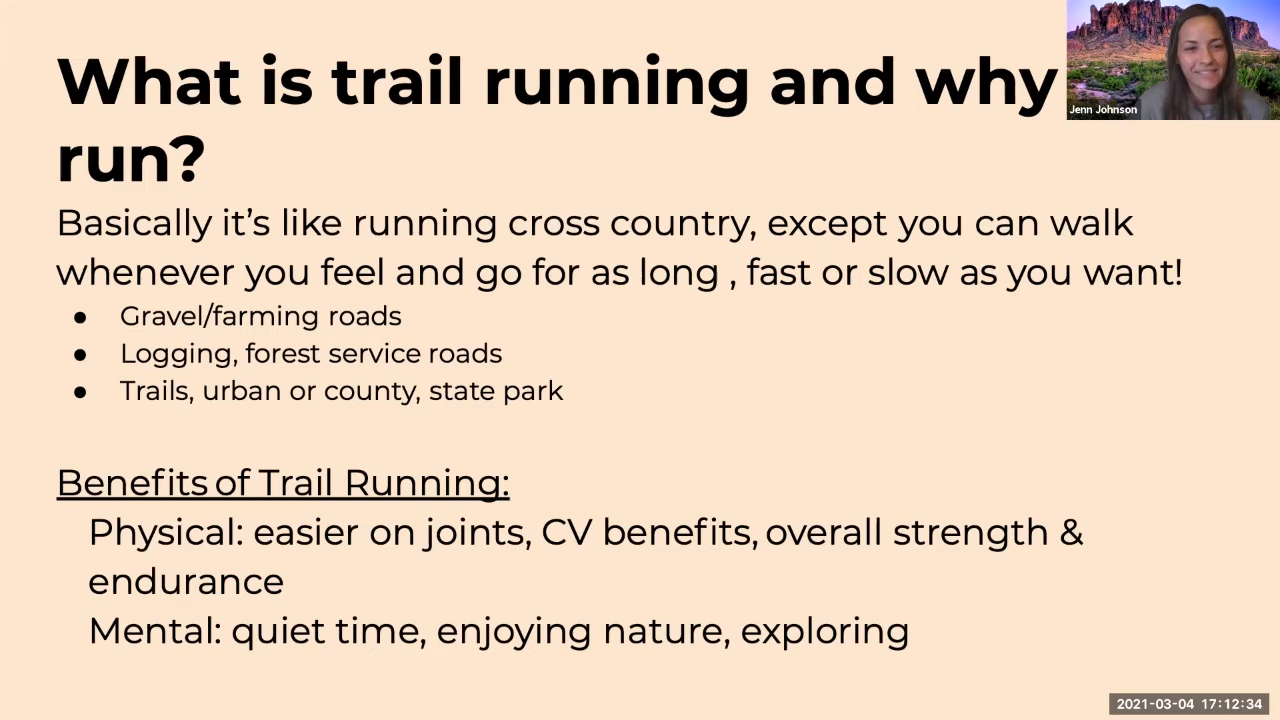 What is trail running and why
run?
Jenn Johnson
Basically it’s like running cross country, except you can walk
whenever you feel and go for as long , fast or slow as you want!
● Gravel/farming roads
● Logging, forest service roads
● Trails, urban or county, state park
Benefits of Trail Running:
Physical: easier on joints, CV benefits, overall strength &
endurance
Mental: quiet time, enjoying nature, exploring
2021-03-04 17:12:34